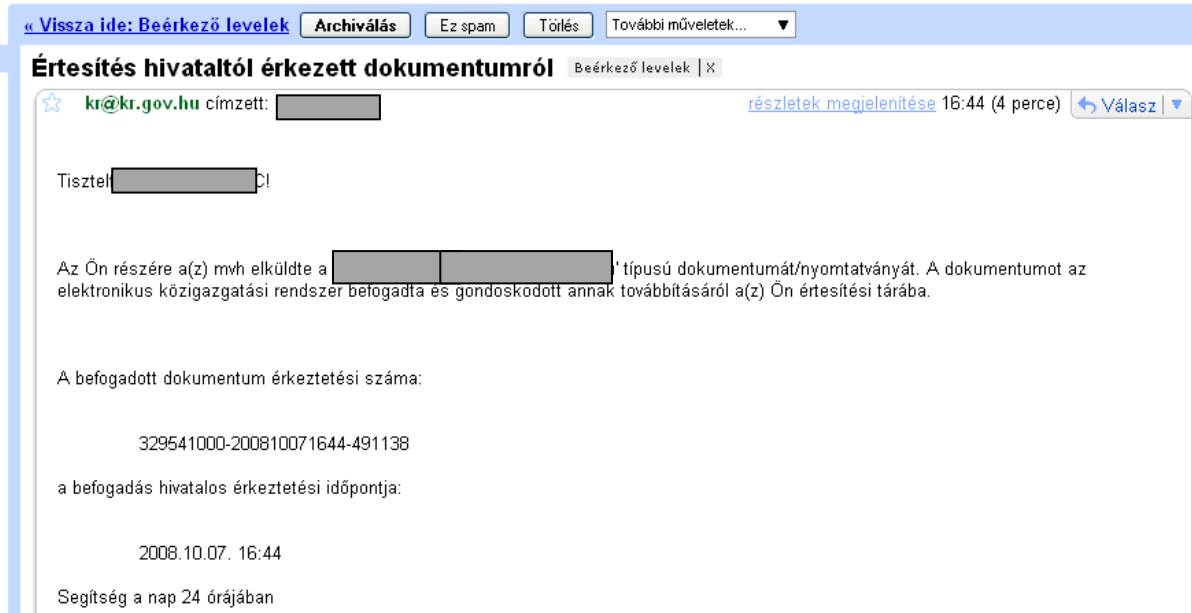 « Vissza ide: Beérkező levelek Archiválás Ez spam Törlés További műveletek...
Értesítés hivataltól érkezett dokumentumról Beérkező levelek | X
kr@kr.gov.hu címzett: részletek megjelenítése 16:44 (4 perce) Válasz
Az Ön részére a(z) mvh elküldte a ' típusú dokumentumát/nyomtatványát. A dokumentumot az
elektronikus közigazgatási rendszer befogadta és gondoskodott annak továbbításáról a(z) Ön értesítési tárába.
A befogadott dokumentum érkeztetési száma:
329541000-200810071644-491138
a befogadás hivatalos érkeztetési időpontja:
2008.10.07. 16:44
Segítség a nap 24 órájában